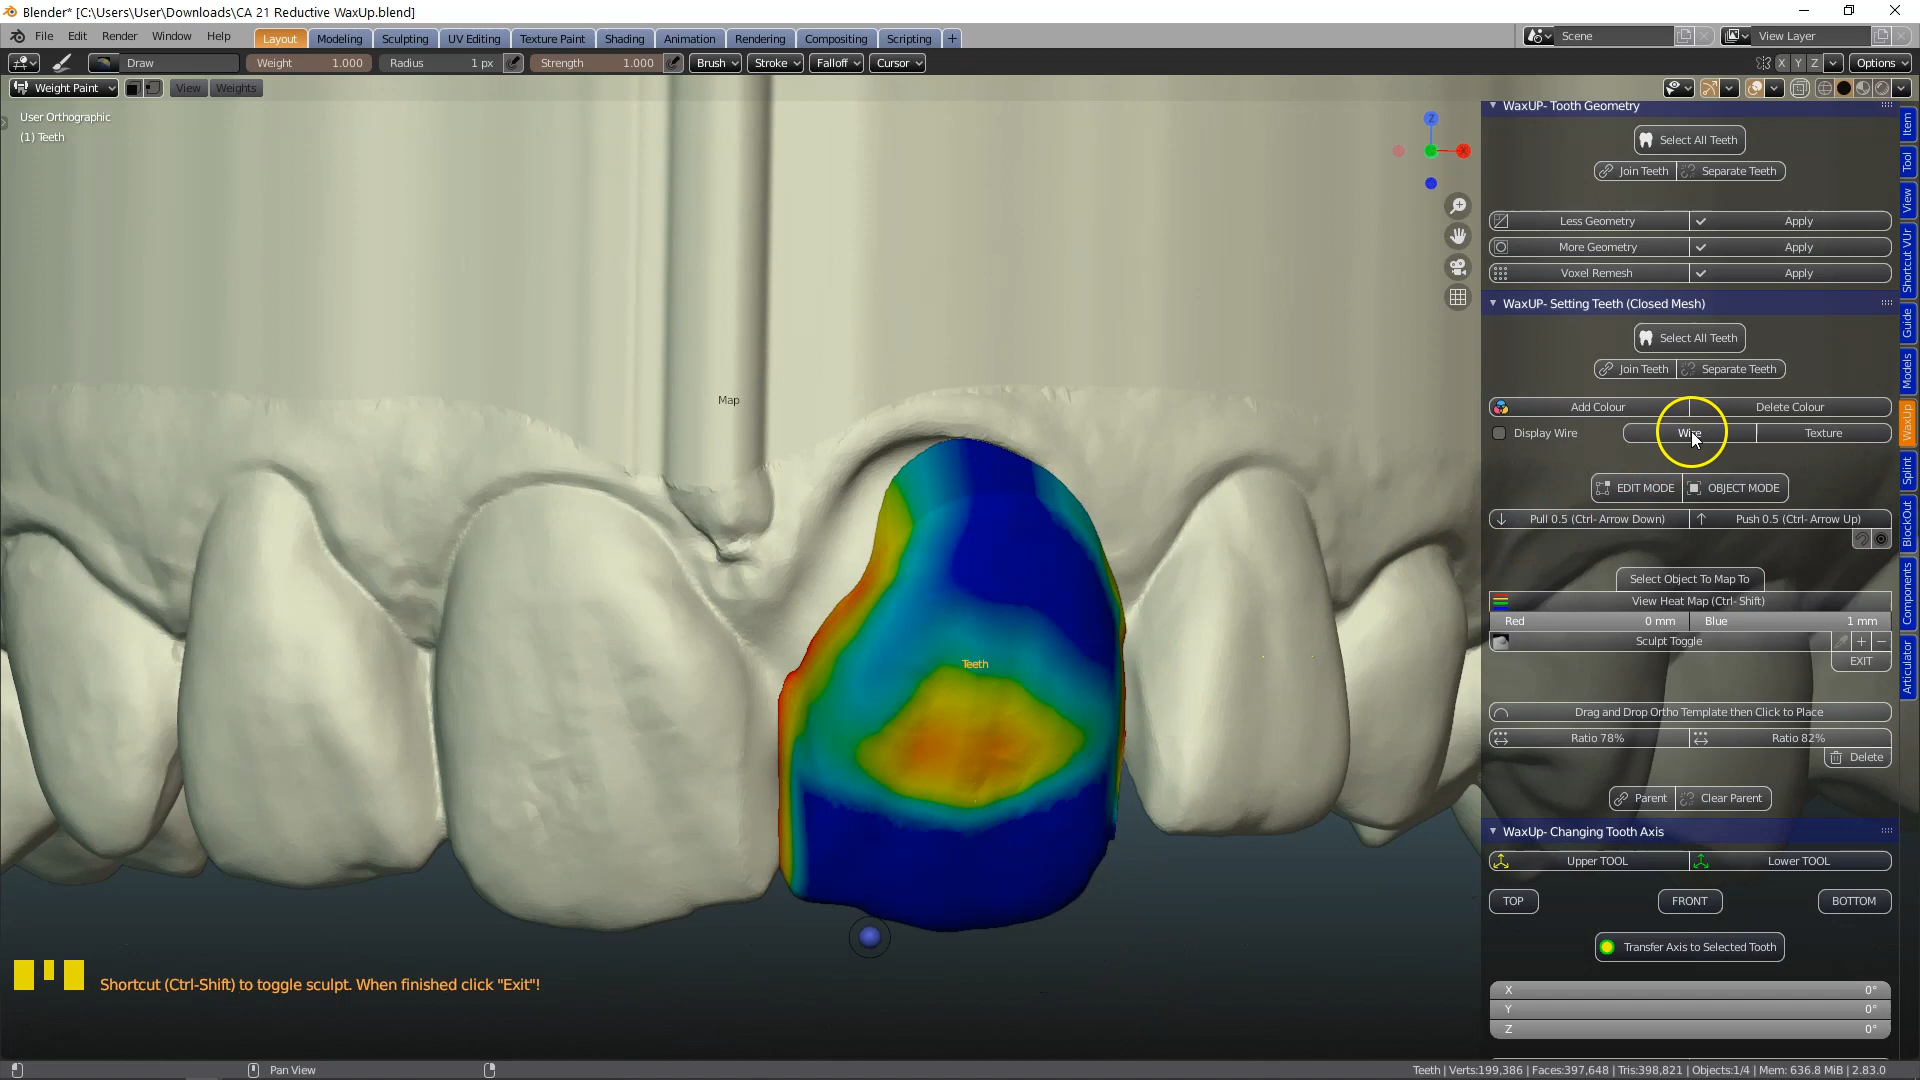 Blender* [C:\Users\User\Downloads\CA 21 Reductive WaxUp.blend]
File Edit Render Window Help Layout Modeling Sculpting UV Editing Texture Paint Shading Animation Rendering Compositing Scripting + Scene View Layer
Draw Weight 1.000 Radius 1 px Strength 1.000 Brush Stroke Falloff Cursor X Y Z Options
Weight Paint View Weights
User Orthographic
(1) Teeth
Z
X
Map
Teeth
Shortcut (Ctrl-Shift) to toggle sculpt. When finished click "Exit"!
WaxUP- Tooth Geometry
Select All Teeth
Join Teeth Separate Teeth
Less Geometry Apply
More Geometry Apply
Voxel Remesh Apply
WaxUP- Setting Teeth (Closed Mesh)
Select All Teeth
Join Teeth Separate Teeth
Add Colour Delete Colour
Display Wire Wire Texture
EDIT MODE OBJECT MODE
Pull 0.5 (Ctrl- Arrow Down) Push 0.5 (Ctrl- Arrow Up)
Select Object To Map To
View Heat Map (Ctrl- Shift)
Red 0 mm Blue 1 mm
Sculpt Toggle + −
EXIT
Drag and Drop Ortho Template then Click to Place
Ratio 78% Ratio 82%
Delete
Parent Clear Parent
WaxUP- Changing Tooth Axis
Upper TOOL Lower TOOL
TOP FRONT BOTTOM
Transfer Axis to Selected Tooth
X 0°
Y 0°
Z 0°
Item
Tool
View
Shortcut VUr
Guide
Models
WaxUp
Splint
BlockOut
Components
Articulator
Pan View
Teeth | Verts:199,386 | Faces:397,648 | Tris:398,821 | Objects:1/4 | Mem: 636.8 MiB | 2.83.0